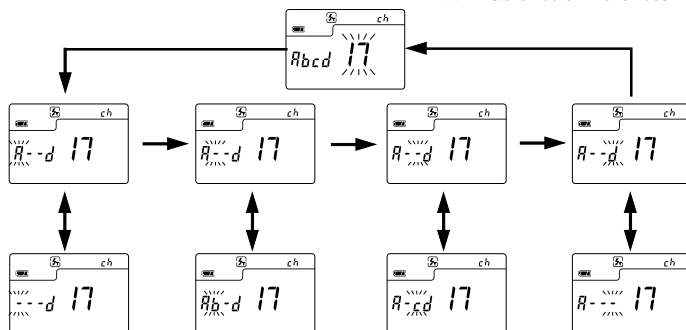 ch
Abcd 17
ch
A--d 17
ch
A--d 17
ch
A--d 17
ch
A--d 17
ch
---d 17
ch
Ab-d 17
ch
A-cd 17
ch
A--- 17